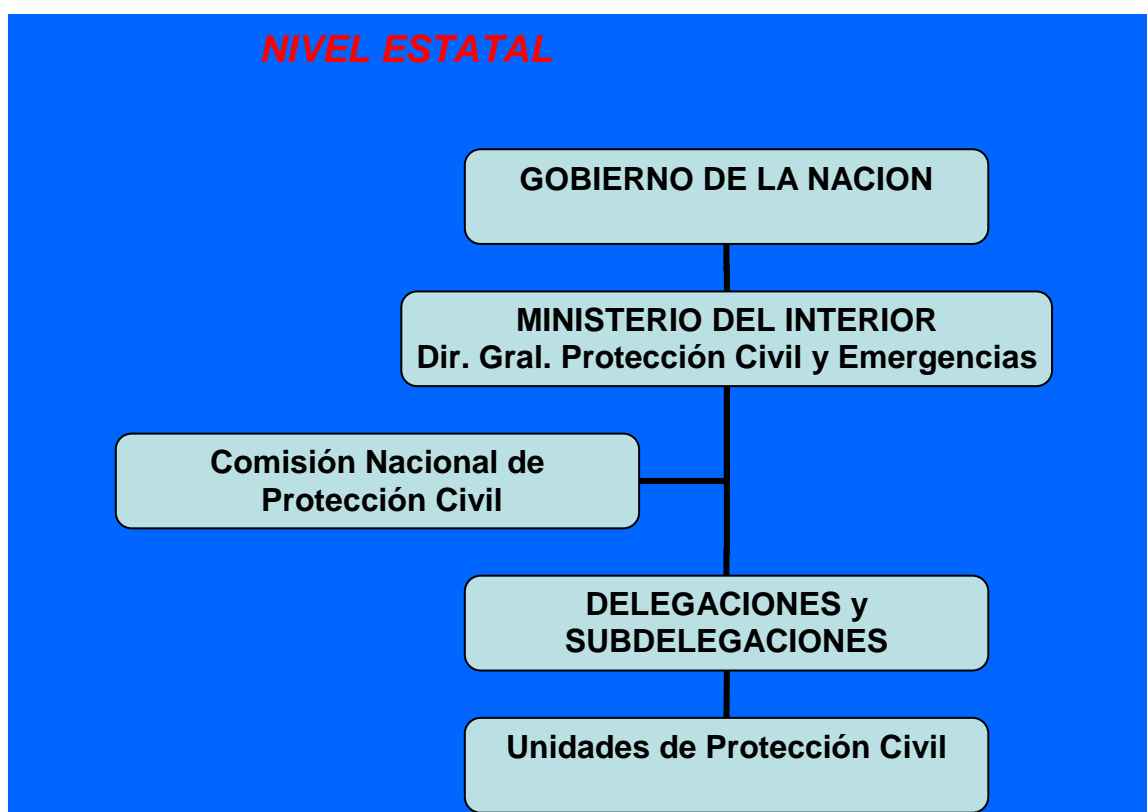 NIVEL ESTATAL
GOBIERNO DE LA NACION
MINISTERIO DEL INTERIOR
Dir. Gral. Protección Civil y Emergencias
Comisión Nacional de
Protección Civil
DELEGACIONES y
SUBDELEGACIONES
Unidades de Protección Civil